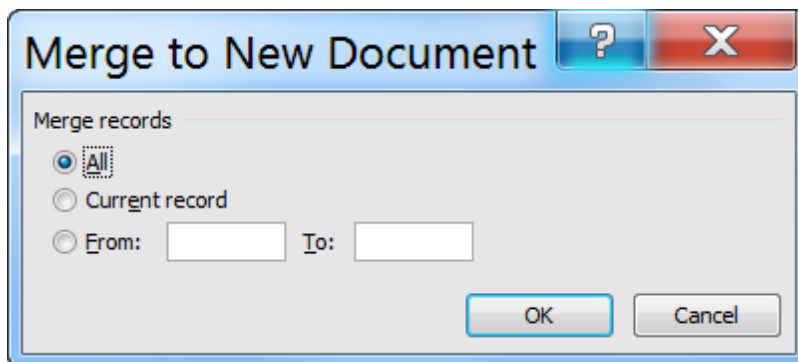 Merge to New Document ?
Merge records
All
Current record
From: To:
OK Cancel